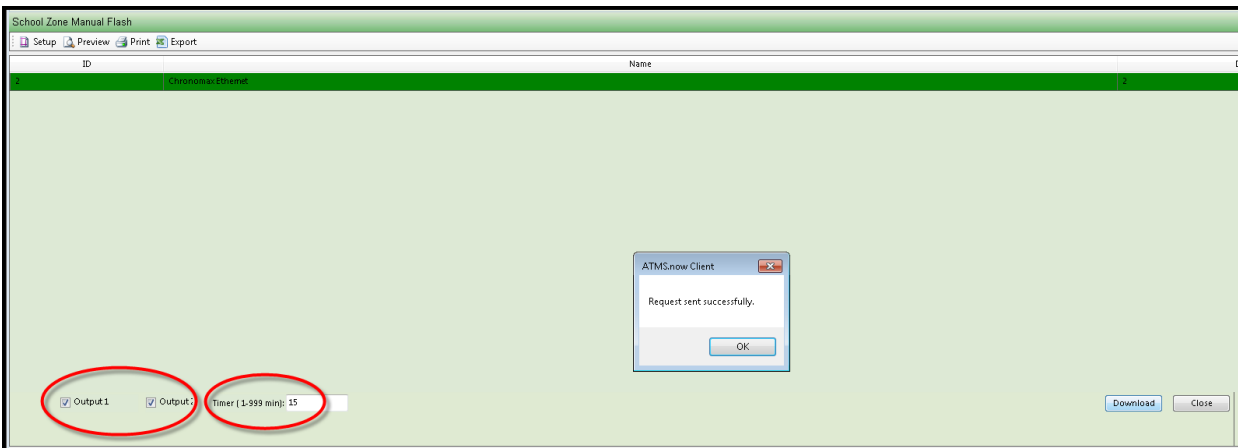 School Zone Manual Flash
Setup Preview Print Export
ID Name
2 Chronomax Ethernet 2
ATMS.now Client
Request sent successfully.
OK
Output 1 Output Timer ( 1-999 min): 15 Download Close